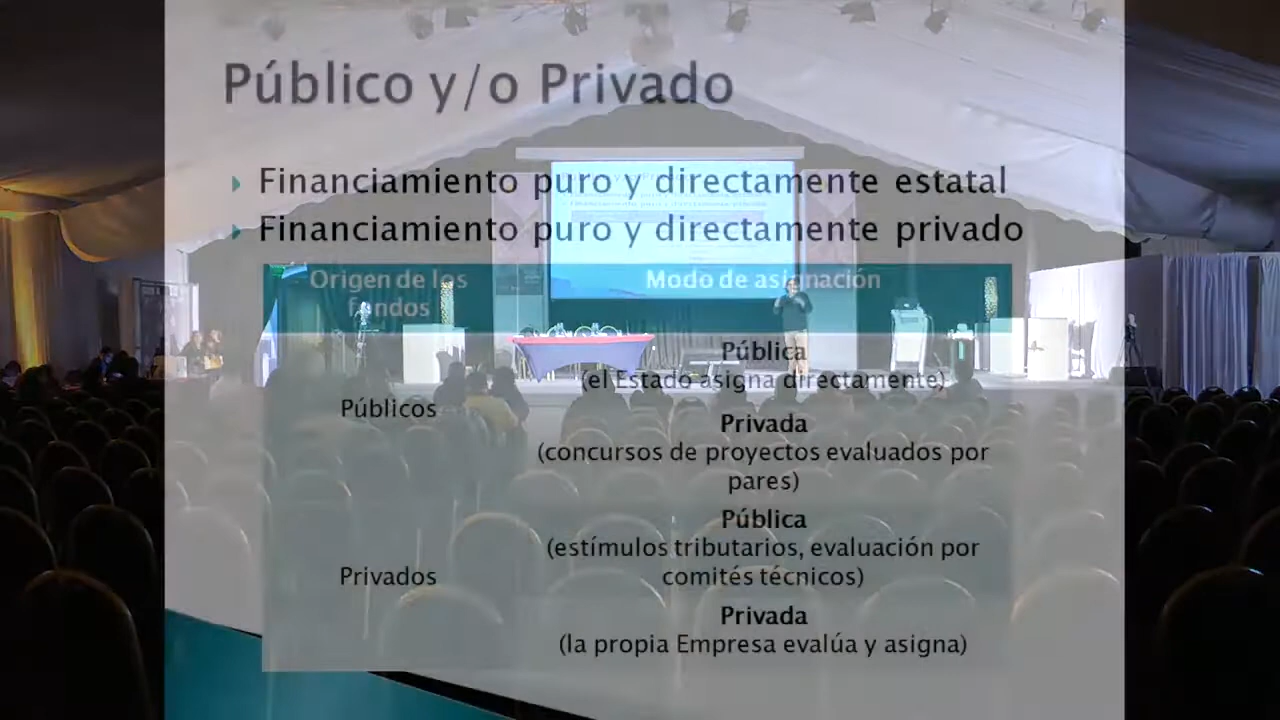 Público y/o Privado
Financiamiento puro y directamente estatal
Financiamiento puro y directamente privado
Origen de los
fondos
Modo de asignación
Públicos
Pública
(el Estado asigna directamente)
Privada
(concursos de proyectos evaluados por
pares)
Privados
Pública
(estímulos tributarios, evaluación por
comités técnicos)
Privada
(la propia Empresa evalúa y asigna)